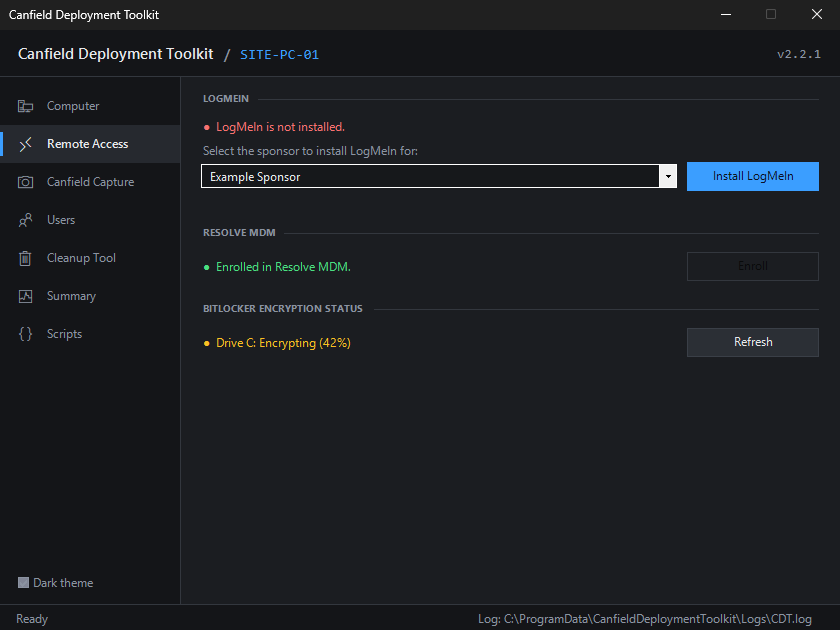 Canfield Deployment Toolkit
Canfield Deployment Toolkit / SITE-PC-01
v2.2.1
Computer
Remote Access
Canfield Capture
Users
Cleanup Tool
Summary
Scripts
Dark theme
LOGMEIN
LogMeIn is not installed.
Select the sponsor to install LogMeIn for:
Example Sponsor
Install LogMeIn
RESOLVE MDM
Enrolled in Resolve MDM.
Enroll
BITLOCKER ENCRYPTION STATUS
Drive C: Encrypting (42%)
Refresh
Ready
Log: C:\ProgramData\CanfieldDeploymentToolkit\Logs\CDT.log